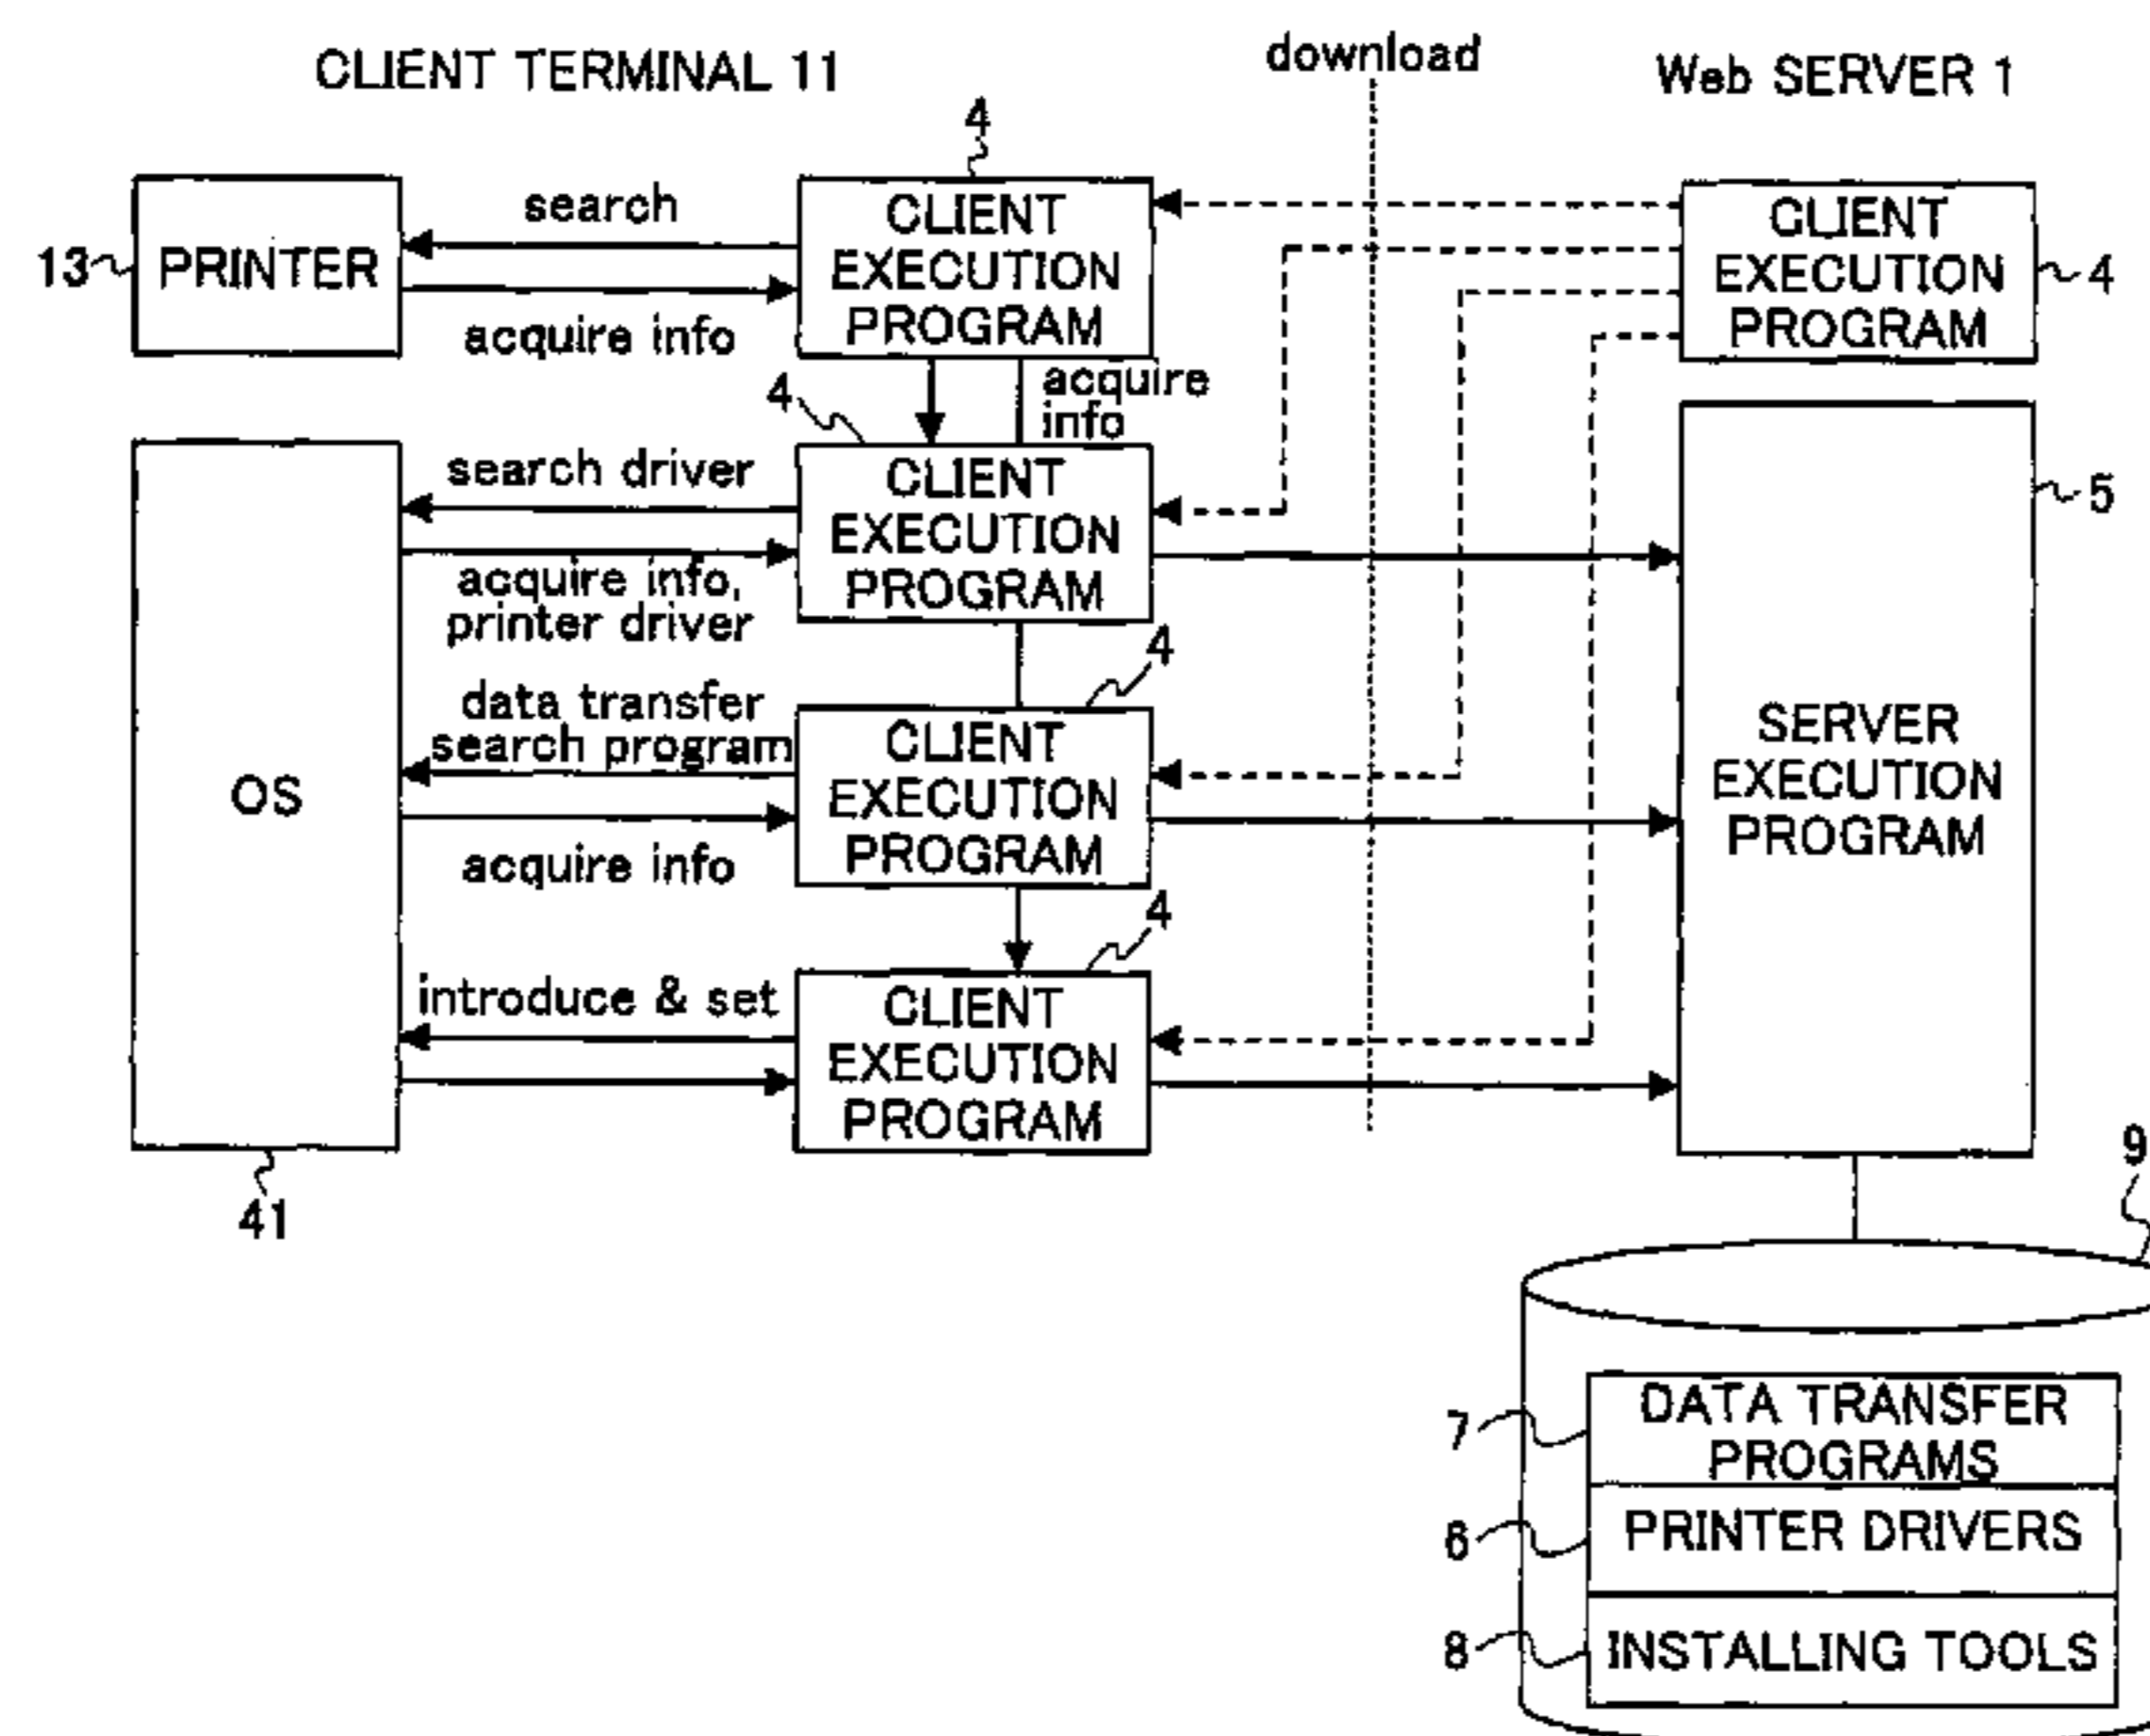 CLIENT TERMINAL 11
download
Web SERVER 1
4
13
PRINTER
search
acquire info
CLIENT
EXECUTION
PROGRAM
CLIENT
EXECUTION
PROGRAM
4
acquire
info
4
search driver
acquire info,
printer driver
CLIENT
EXECUTION
PROGRAM
5
OS
41
data transfer
search program
acquire info
4
CLIENT
EXECUTION
PROGRAM
SERVER
EXECUTION
PROGRAM
4
introduce & set
CLIENT
EXECUTION
PROGRAM
9
7
DATA TRANSFER
PROGRAMS
6
PRINTER DRIVERS
8
INSTALLING TOOLS